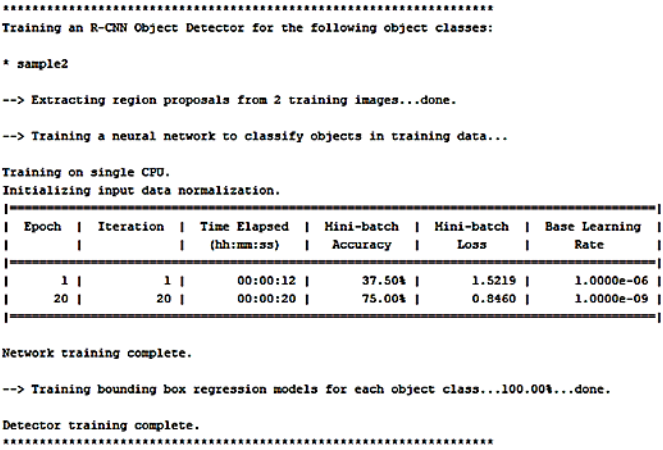 **********************************************************************
Training an R-CNN Object Detector for the following object classes:
* sample2
--> Extracting region proposals from 2 training images...done.
--> Training a neural network to classify objects in training data...
Training on single CPU.
Initializing input data normalization.
|========================================================================================|
| Epoch | Iteration | Time Elapsed | Mini-batch | Mini-batch | Base Learning |
| | | (hh:mm:ss) | Accuracy | Loss | Rate |
|========================================================================================|
| 1 | 1 | 00:00:12 | 37.50% | 1.5219 | 1.0000e-06 |
| 20 | 20 | 00:00:20 | 75.00% | 0.8460 | 1.0000e-09 |
|========================================================================================|
Network training complete.
--> Training bounding box regression models for each object class...100.00%...done.
Detector training complete.
**********************************************************************